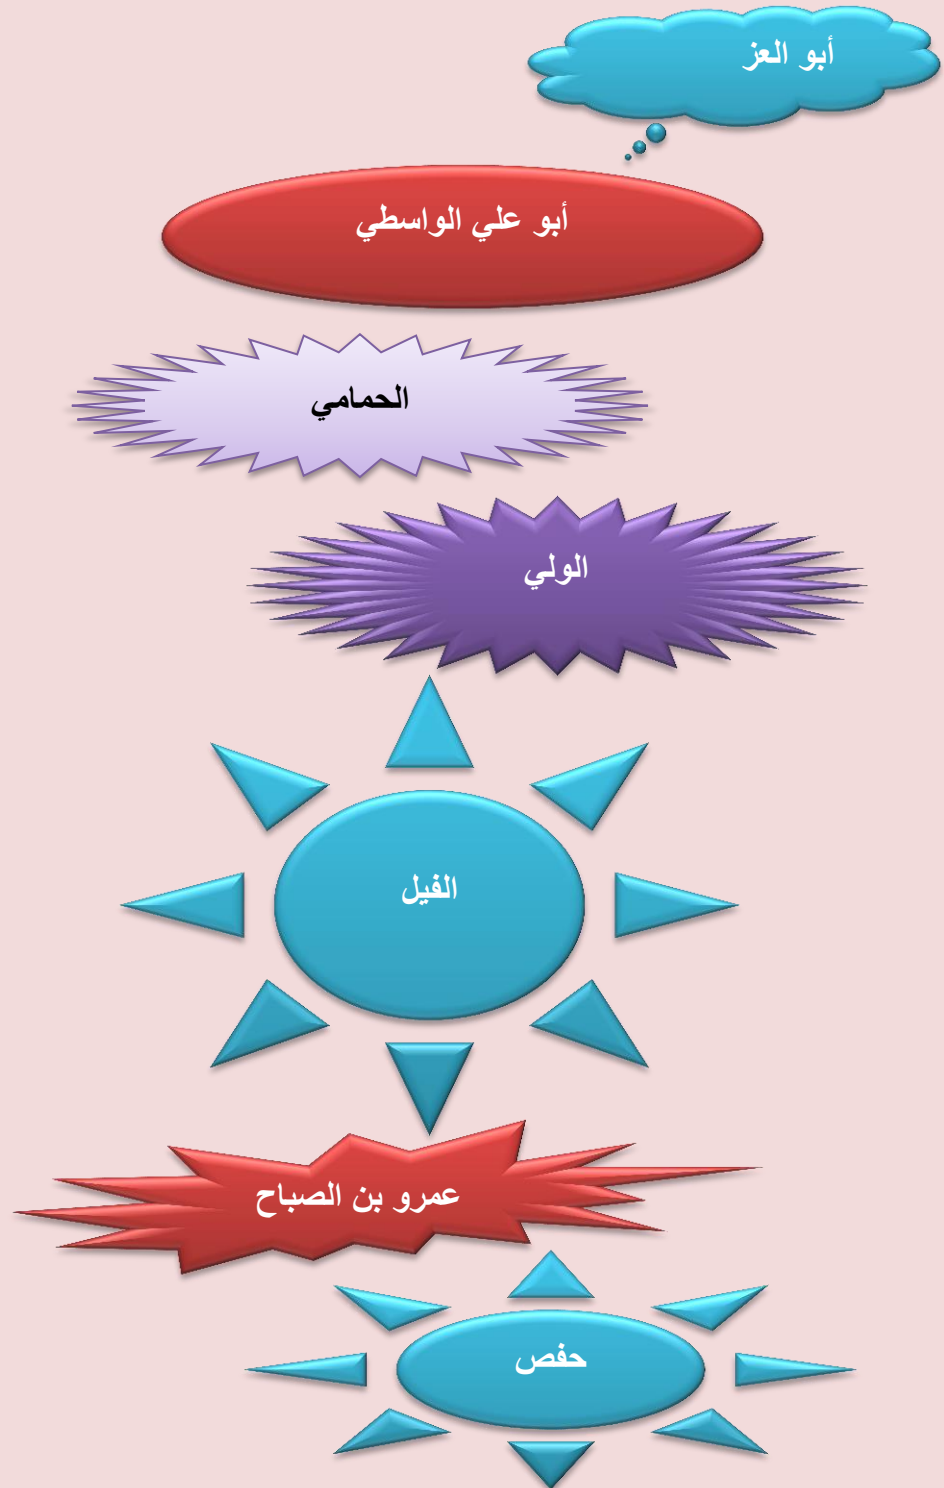 أبو العز
أبو علي الواسطي
الحمامي
الولي
الفيل
عمرو بن الصباح
حفص